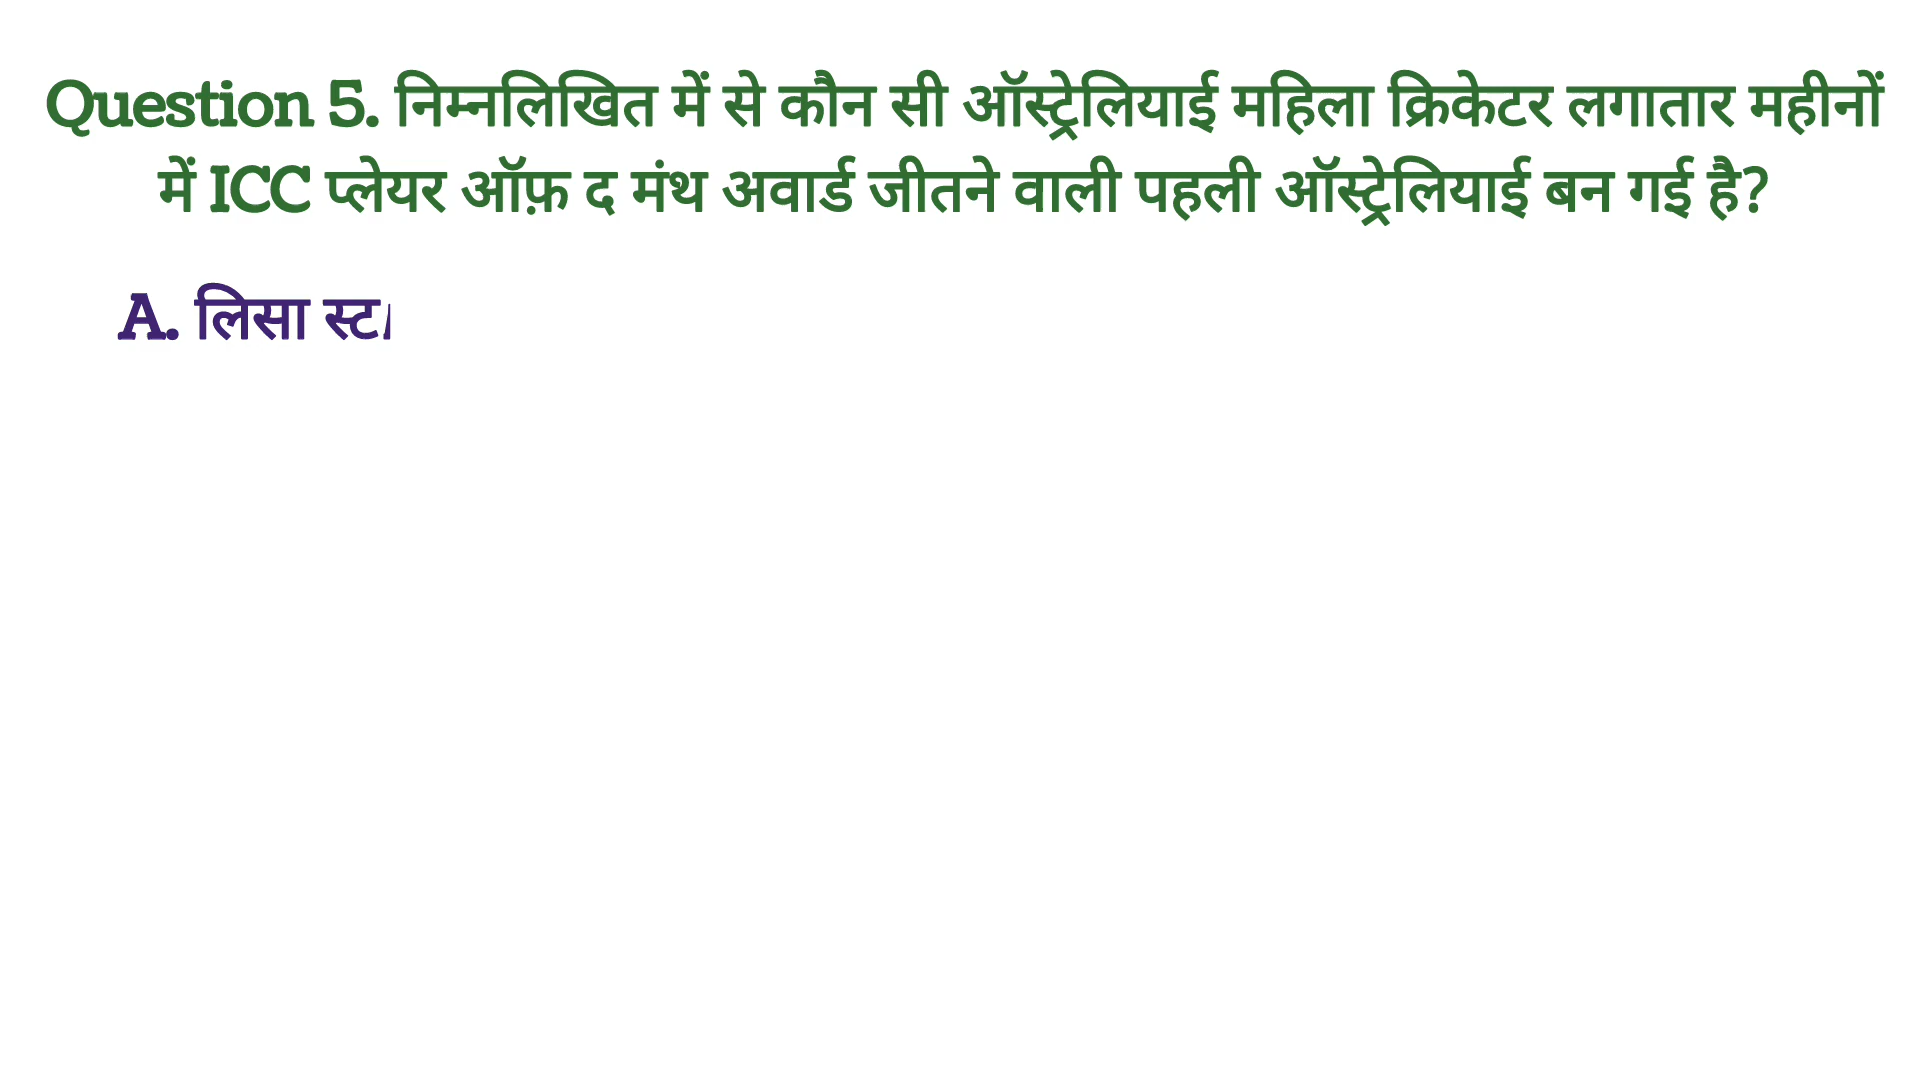 Question 5. निम्नलिखित में से कौन सी ऑस्ट्रेलियाई महिला क्रिकेटर लगातार महीनों
में ICC प्लेयर ऑफ़ द मंथ अवार्ड जीतने वाली पहली ऑस्ट्रेलियाई बन गई है?
A. लिसा